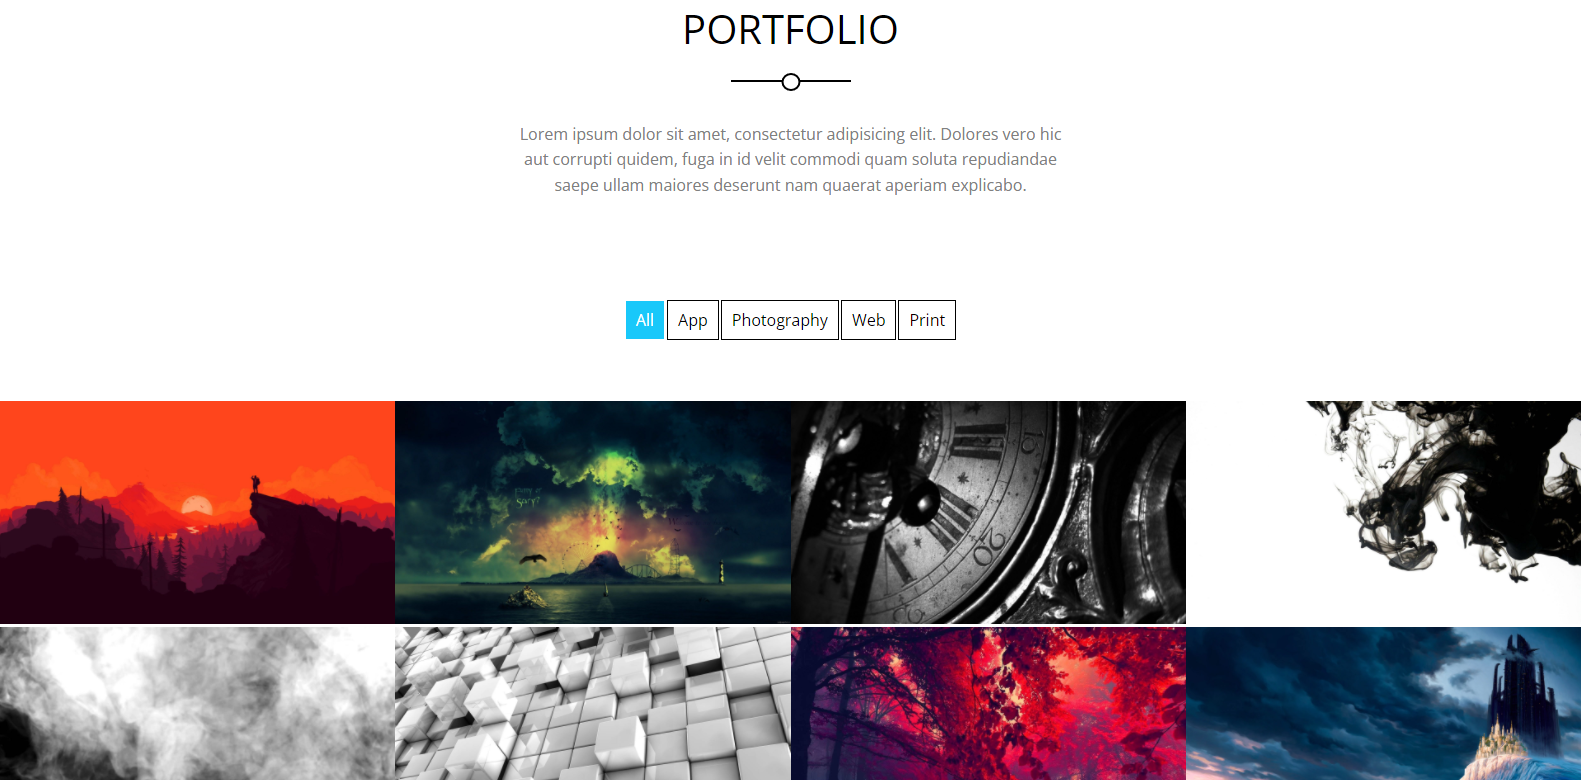 PORTFOLIO
Lorem ipsum dolor sit amet, consectetur adipisicing elit. Dolores vero hic
aut corrupti quidem, fuga in id velit commodi quam soluta repudiandae
saepe ullam maiores deserunt nam quaerat aperiam explicabo.
All App Photography Web Print